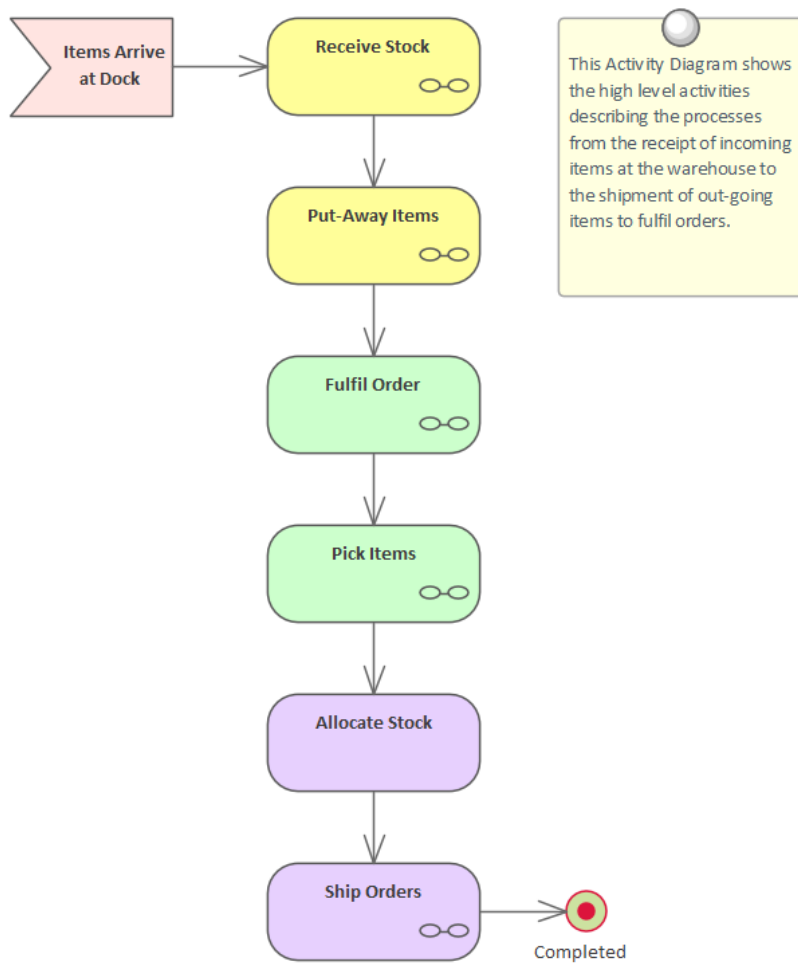 Items Arrive
at Dock
Receive Stock
This Activity Diagram shows
the high level activities
describing the processes
from the receipt of incoming
items at the warehouse to
the shipment of out-going
items to fulfil orders.
Put-Away Items
Fulfil Order
Pick Items
Allocate Stock
Ship Orders
Completed